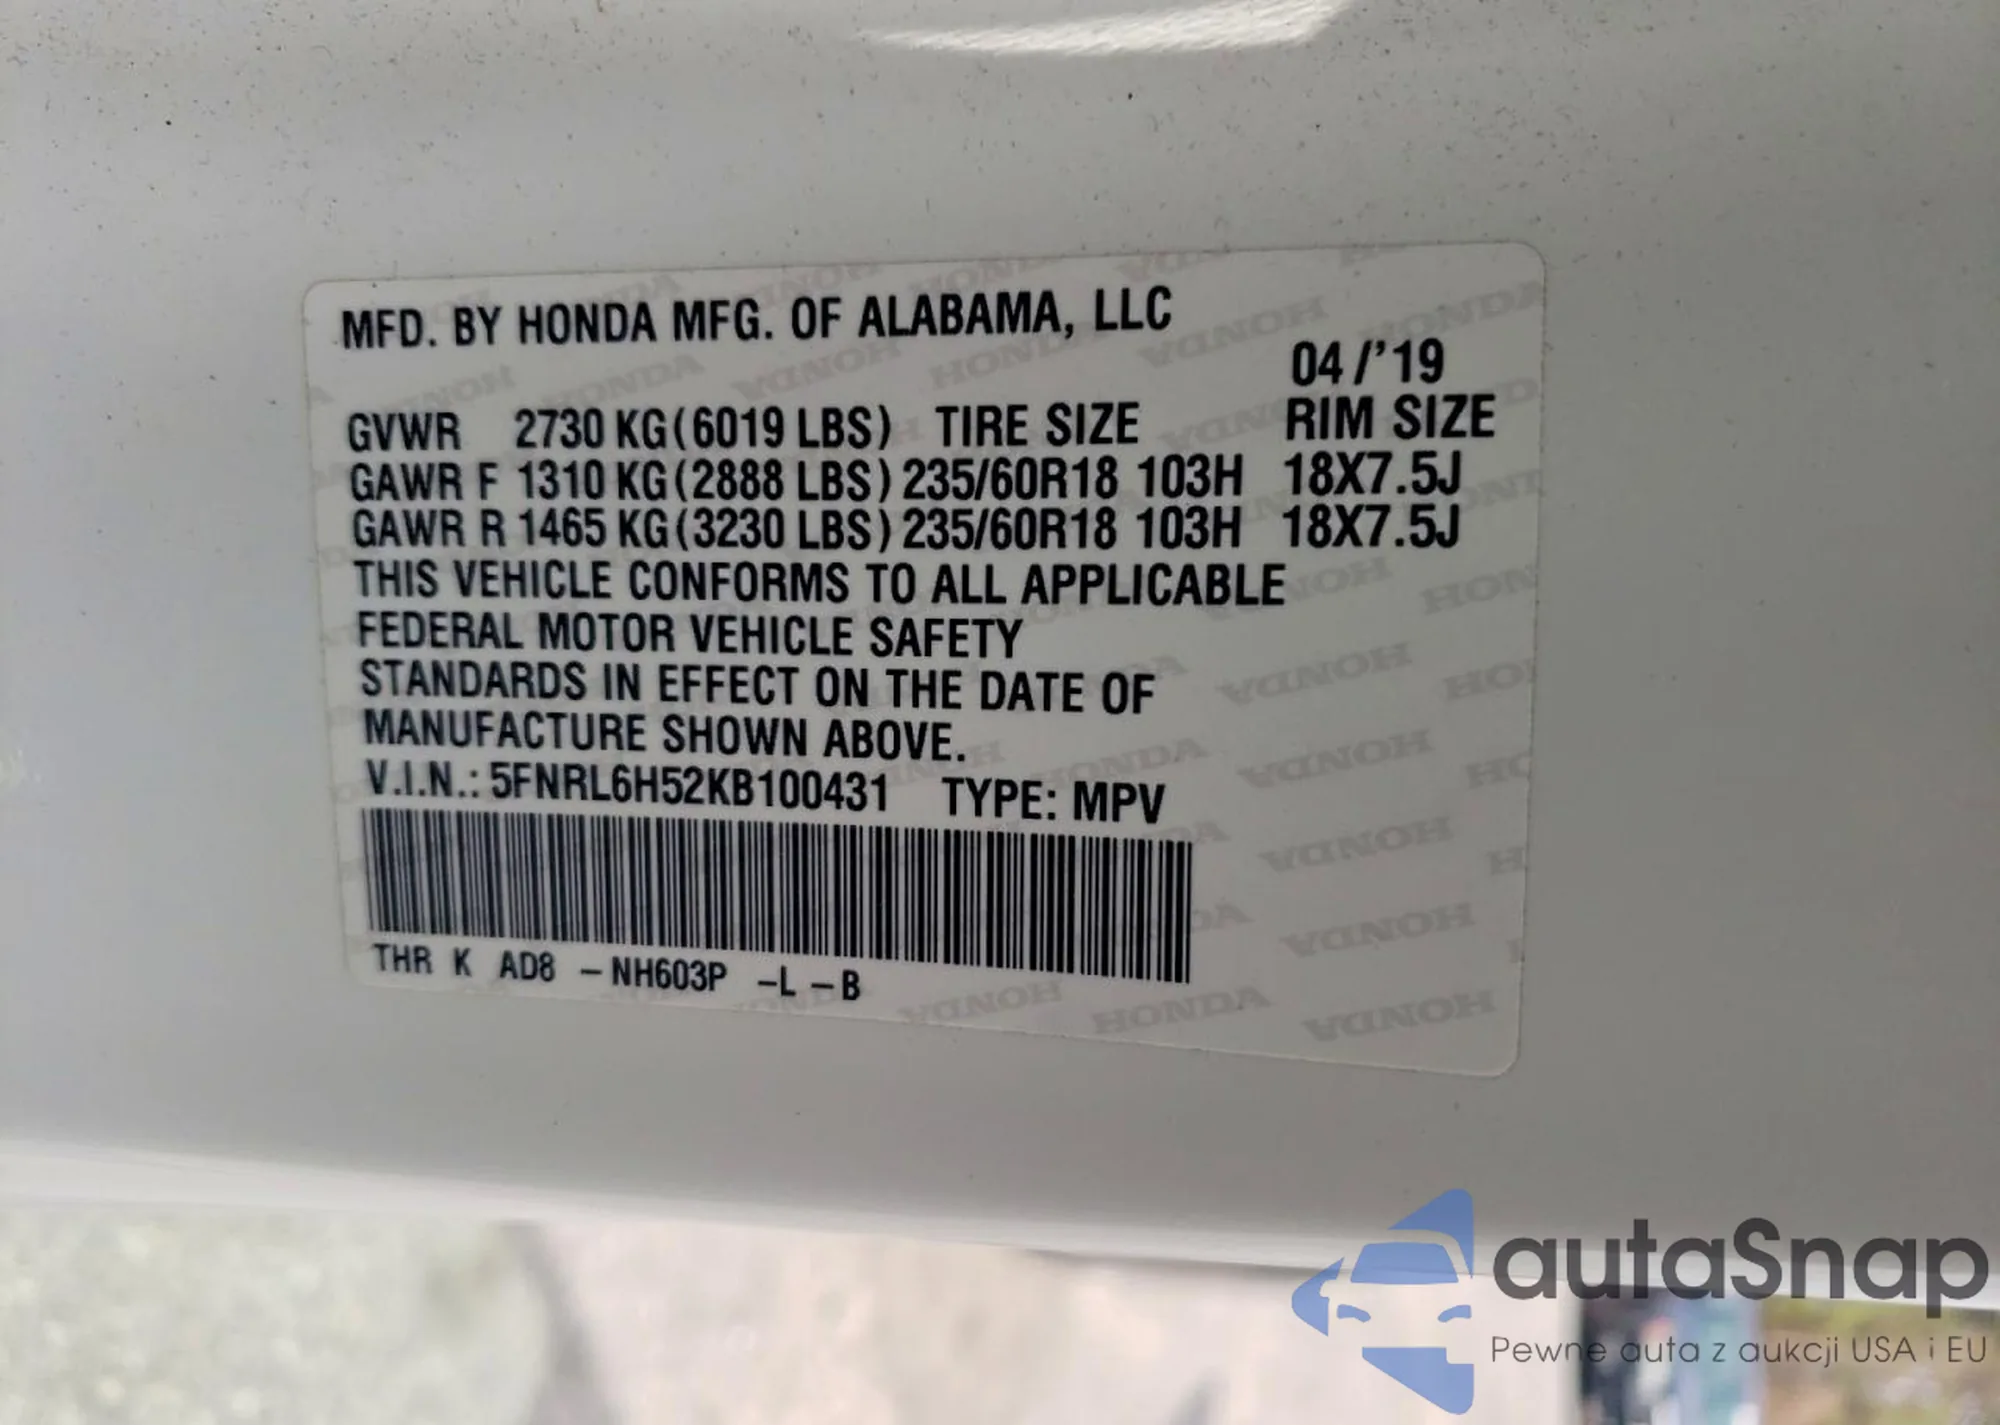 MFD. BY HONDA MFG. OF ALABAMA, LLC
04/'19
GVWR 2730 KG(6019 LBS) TIRE SIZE RIM SIZE
GAWR F 1310 KG(2888 LBS) 235/60R18 103H 18X7.5J
GAWR R 1465 KG(3230 LBS) 235/60R18 103H 18X7.5J
THIS VEHICLE CONFORMS TO ALL APPLICABLE
FEDERAL MOTOR VEHICLE SAFETY
STANDARDS IN EFFECT ON THE DATE OF
MANUFACTURE SHOWN ABOVE.
V.I.N.: 5FNRL6H52KB100431 TYPE: MPV
THR K AD8 -NH603P -L -B
autaSnap
Pewne auta z aukcji USA i EU